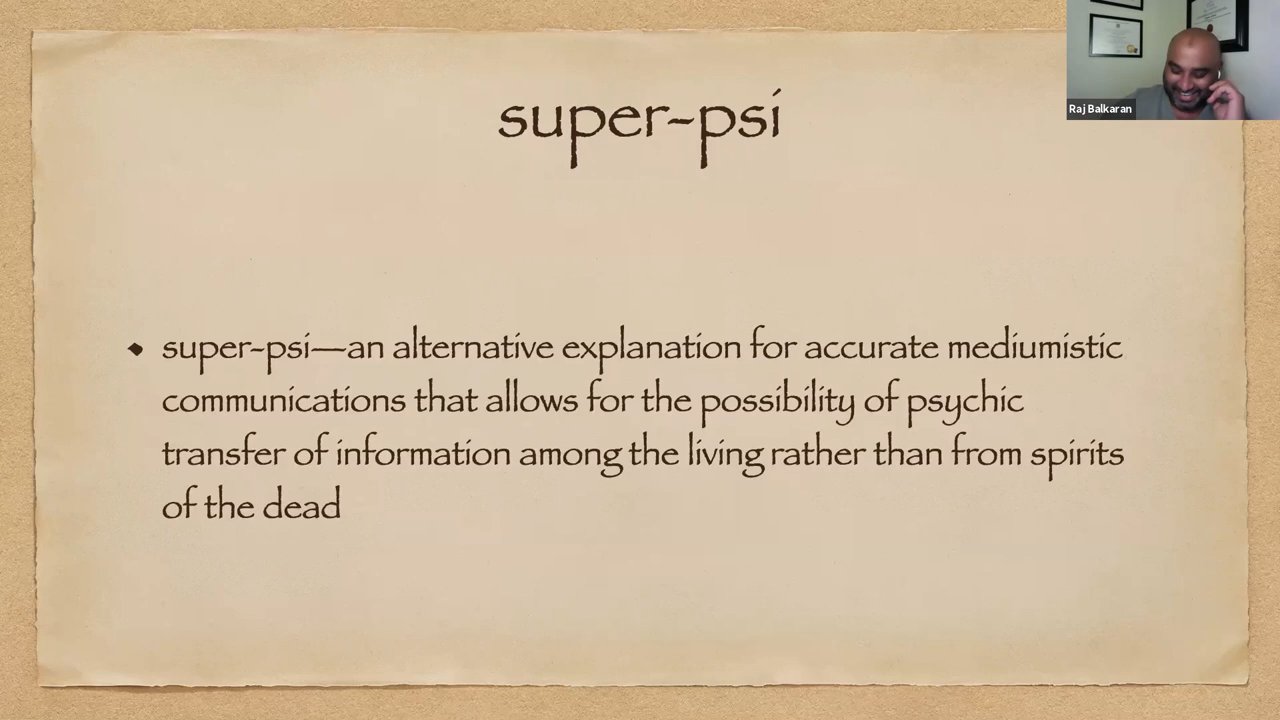 super-psi
Raj Balkaran
• super-psi—an alternative explanation for accurate mediumistic
communications that allows for the possibility of psychic
transfer of information among the living rather than from spirits
of the dead